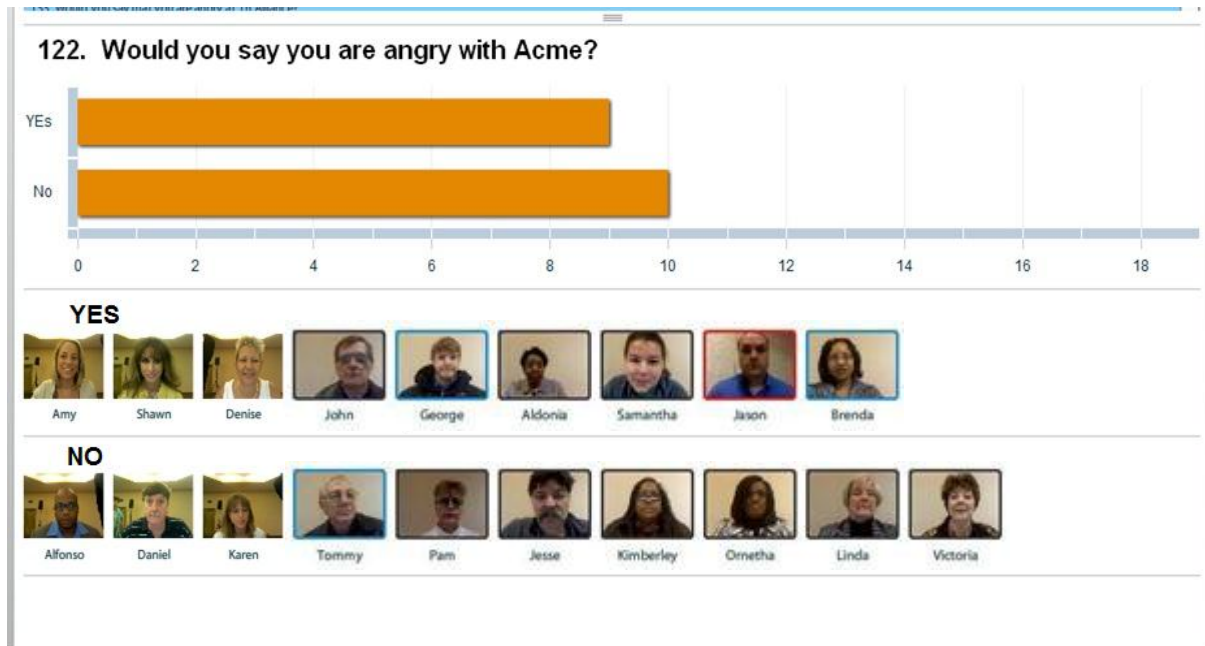 122. Would you say you are angry with Acme?
YEs
No
0 2 4 6 8 10 12 14 16 18
YES
Amy Shawn Denise John George Aldonia Samantha Jason Brenda
NO
Alfonso Daniel Karen Tommy Pam Jesse Kimberley Ornetha Linda Victoria